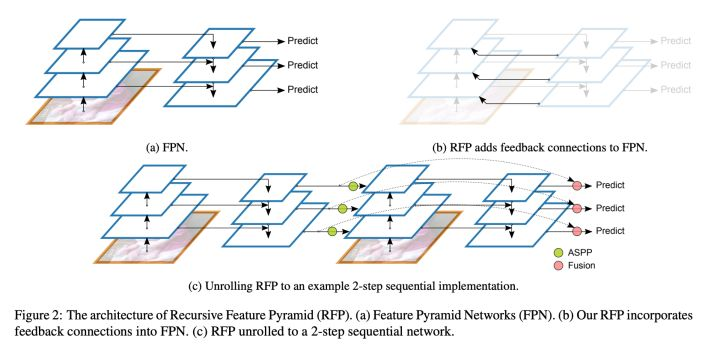 Predict
Predict
Predict
Predict
Predict
Predict
(a) FPN.
(b) RFP adds feedback connections to FPN.
Predict
Predict
Predict
ASPP
Fusion
(c) Unrolling RFP to an example 2-step sequential implementation.
Figure 2: The architecture of Recursive Feature Pyramid (RFP). (a) Feature Pyramid Networks (FPN). (b) Our RFP incorporates
feedback connections into FPN. (c) RFP unrolled to a 2-step sequential network.